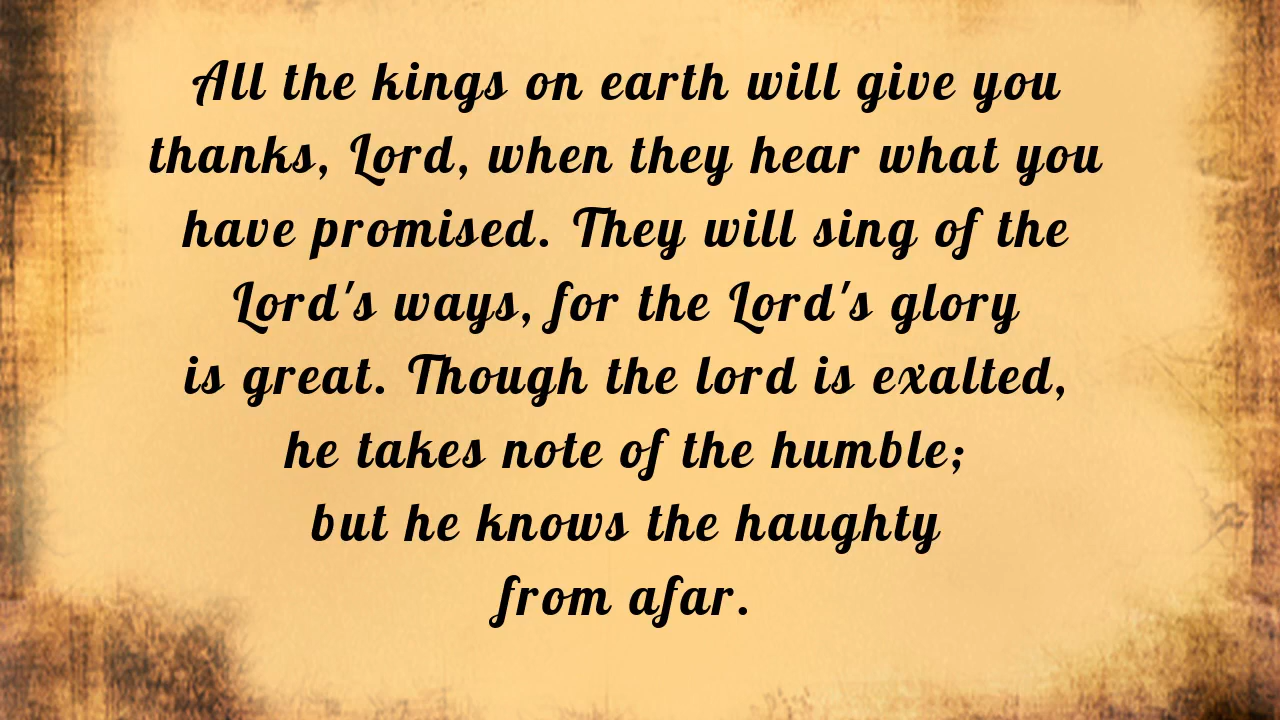 All the kings on earth will give you
thanks, Lord, when they hear what you
have promised. They will sing of the
Lord's ways, for the Lord's glory
is great. Though the lord is exalted,
he takes note of the humble;
but he knows the haughty
from afar.